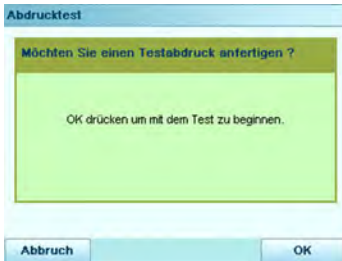 Abdrucktest
Möchten Sie einen Testabdruck anfertigen ?
OK drücken um mit dem Test zu beginnen.
Abbruch
OK